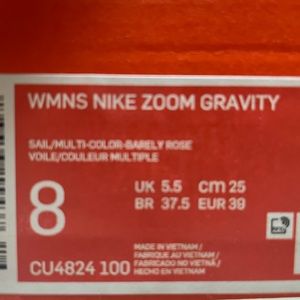 WMNS NIKE ZOOM GRAVITY
SAIL/MULTI-COLOR-BARELY ROSE
VOILE/COULEUR MULTIPLE
8
UK 5.5 cm 25
BR 37.5 EUR 39
MADE IN VIETNAM /
FABRIQUE AU VIETNAM /
FABRICADO NO VIETNÃ /
HECHO EN VIETNAM
CU4824 100